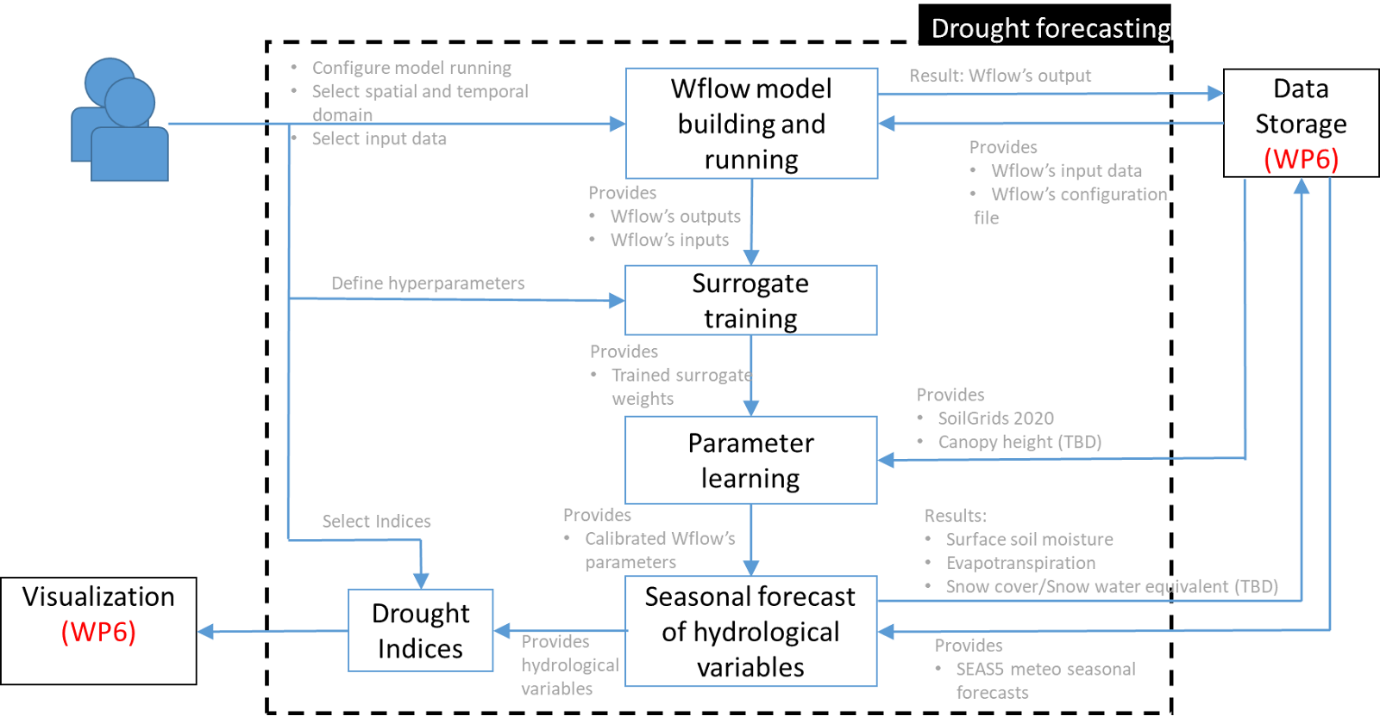 Drought forecasting
• Configure model running
• Select spatial and temporal
domain
• Select input data
Wflow model
building and
running
Result: Wflow's output
Data
Storage
(WP6)
Provides
• Wflow's input data
• Wflow's configuration
file
Provides
• Wflow's outputs
• Wflow's inputs
Define hyperparameters
Surrogate
training
Provides
• Trained surrogate
weights
Provides
• SoilGrids 2020
• Canopy height (TBD)
Parameter
learning
Select Indices
Provides
• Calibrated Wflow's
parameters
Results:
• Surface soil moisture
• Evapotranspiration
• Snow cover/Snow water equivalent (TBD)
Visualization
(WP6)
Drought
Indices
Provides
hydrological
variables
Seasonal forecast
of hydrological
variables
Provides
• SEAS5 meteo seasonal
forecasts